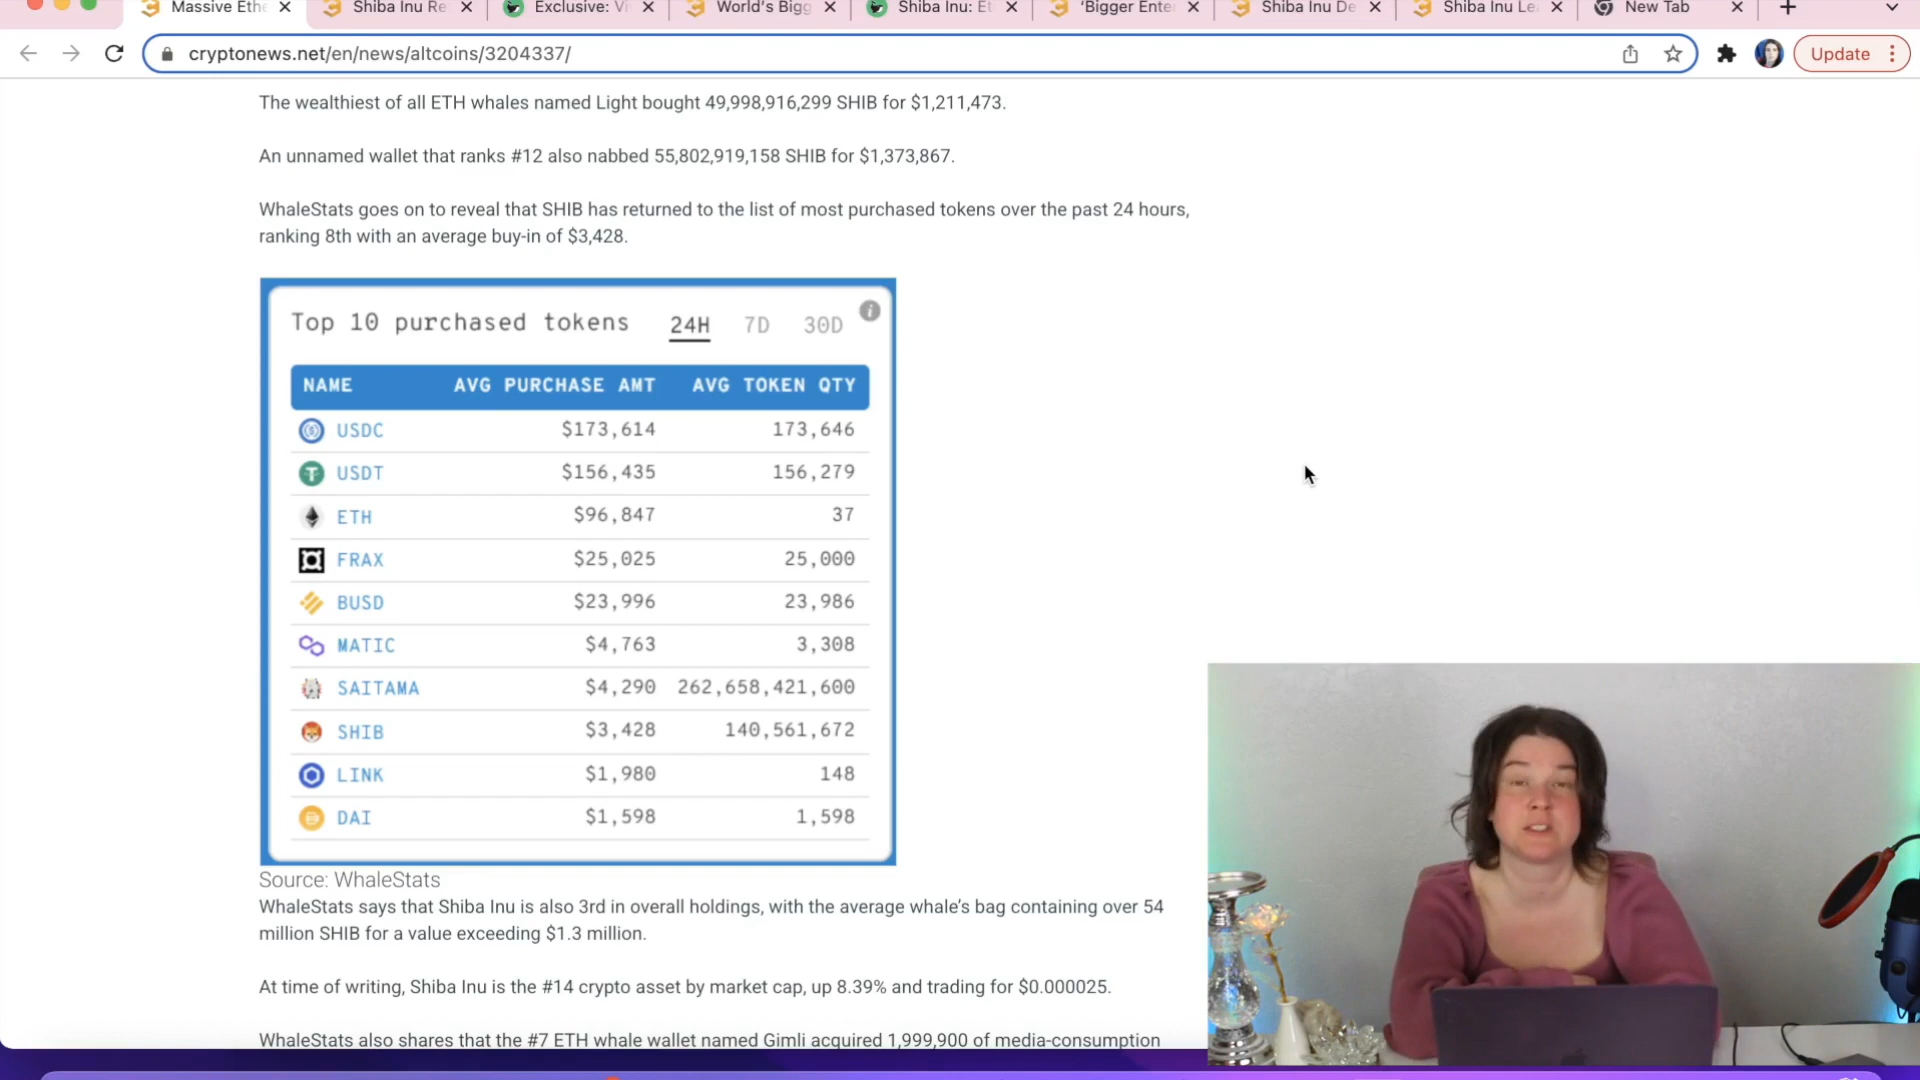 Massive Ethe
Shiba Inu Re
Exclusive: Vi
World's Bigg
Shiba Inu: Et
'Bigger Enter
Shiba Inu De
Shiba Inu Lea
New Tab
cryptonews.net/en/news/altcoins/3204337/
Update
The wealthiest of all ETH whales named Light bought 49,998,916,299 SHIB for $1,211,473.
An unnamed wallet that ranks #12 also nabbed 55,802,919,158 SHIB for $1,373,867.
WhaleStats goes on to reveal that SHIB has returned to the list of most purchased tokens over the past 24 hours,
ranking 8th with an average buy-in of $3,428.
Top 10 purchased tokens 24H 7D 30D
NAME AVG PURCHASE AMT AVG TOKEN QTY
USDC $173,614 173,646
USDT $156,435 156,279
ETH $96,847 37
FRAX $25,025 25,000
BUSD $23,996 23,986
MATIC $4,763 3,308
SAITAMA $4,290 262,658,421,600
SHIB $3,428 140,561,672
LINK $1,980 148
DAI $1,598 1,598
Source: WhaleStats
WhaleStats says that Shiba Inu is also 3rd in overall holdings, with the average whale's bag containing over 54
million SHIB for a value exceeding $1.3 million.
At time of writing, Shiba Inu is the #14 crypto asset by market cap, up 8.39% and trading for $0.000025.
WhaleStats also shares that the #7 ETH whale wallet named Gimli acquired 1,999,900 of media-consumption